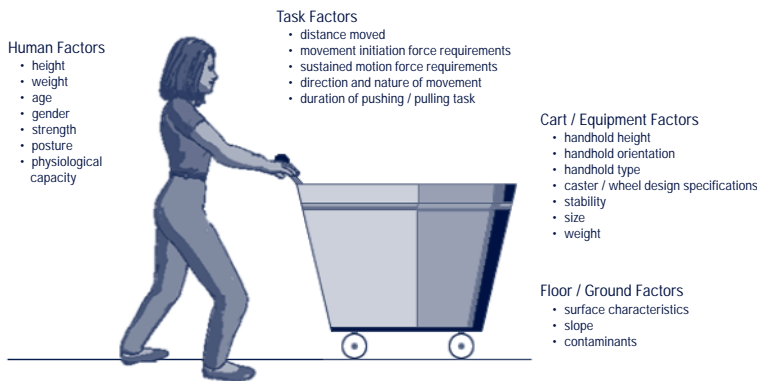 Task Factors
• distance moved
• movement initiation force requirements
• sustained motion force requirements
• direction and nature of movement
• duration of pushing / pulling task
Human Factors
• height
• weight
• age
• gender
• strength
• posture
• physiological
capacity
Cart / Equipment Factors
• handhold height
• handhold orientation
• handhold type
• caster / wheel design specifications
• stability
• size
• weight
Floor / Ground Factors
• surface characteristics
• slope
• contaminants